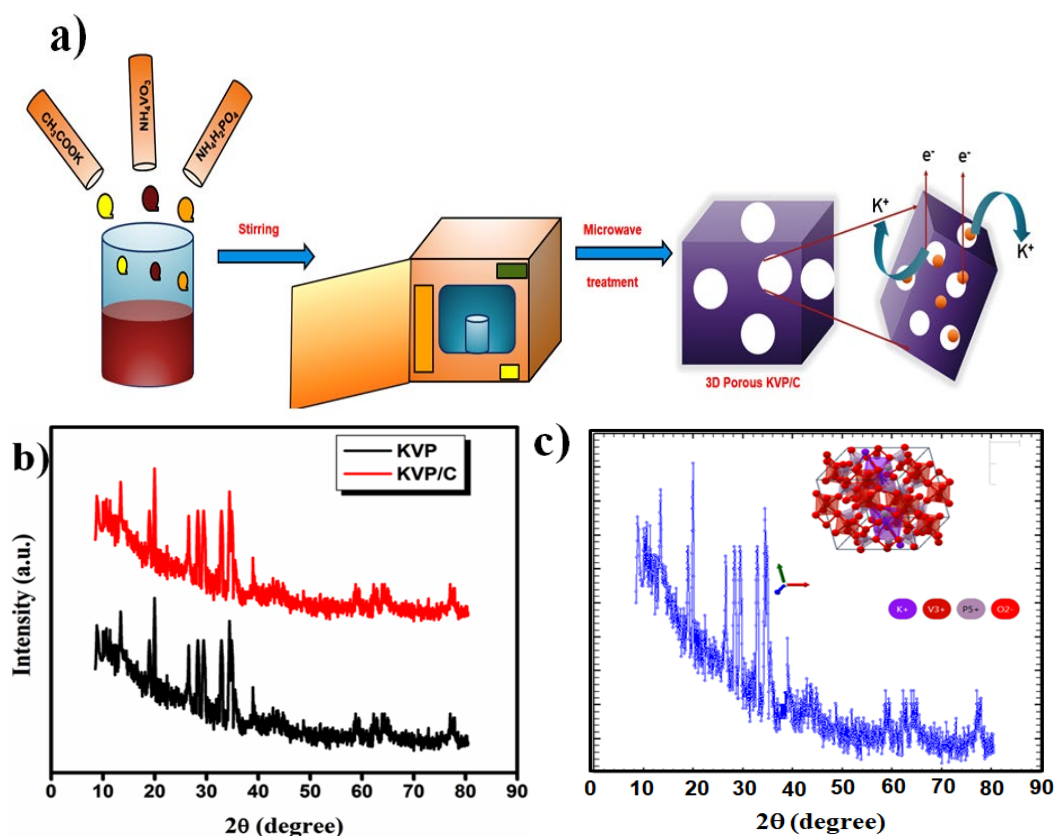 a)
CH₃COOK
NH₄VO₃
NH₄H₂PO₄
Stirring
Microwave
treatment
3D Porous KVP/C
e⁻
e⁻
K⁺
K⁺
b)
KVP
KVP/C
Intensity (a.u.)
0 10 20 30 40 50 60 70 80 90
2θ (degree)
c)
K+ V3+ P5+ O2-
0 10 20 30 40 50 60 70 80 90
2Θ (degree)